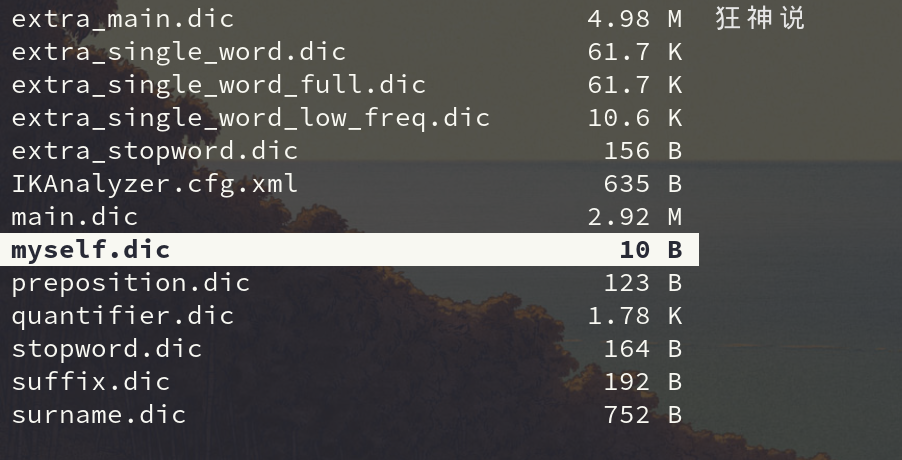 extra_main.dic 4.98 M 狂神说
extra_single_word.dic 61.7 K
extra_single_word_full.dic 61.7 K
extra_single_word_low_freq.dic 10.6 K
extra_stopword.dic 156 B
IKAnalyzer.cfg.xml 635 B
main.dic 2.92 M
myself.dic 10 B
preposition.dic 123 B
quantifier.dic 1.78 K
stopword.dic 164 B
suffix.dic 192 B
surname.dic 752 B